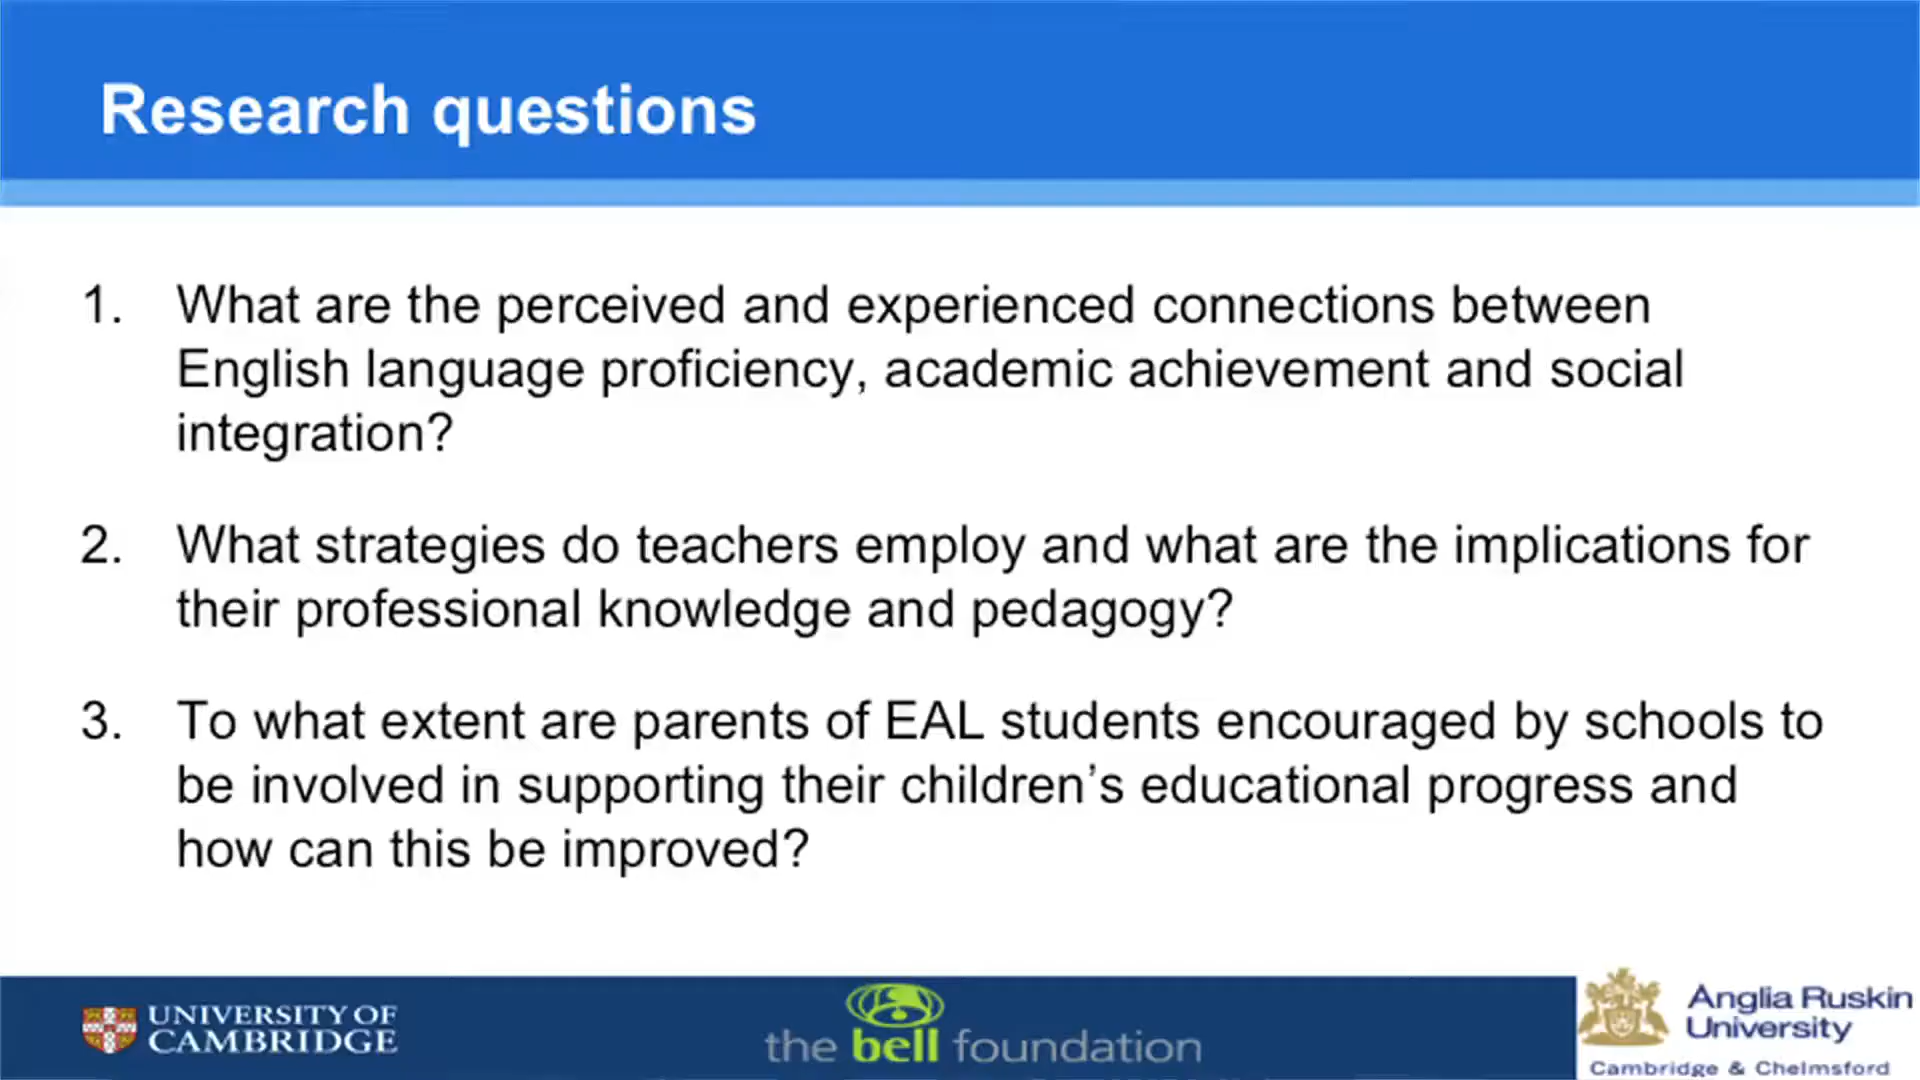 Research questions
1. What are the perceived and experienced connections between
English language proficiency, academic achievement and social
integration?
2. What strategies do teachers employ and what are the implications for
their professional knowledge and pedagogy?
3. To what extent are parents of EAL students encouraged by schools to
be involved in supporting their children’s educational progress and
how can this be improved?
UNIVERSITY OF
CAMBRIDGE
the bell foundation
Anglia Ruskin
University
Cambridge & Chelmsford